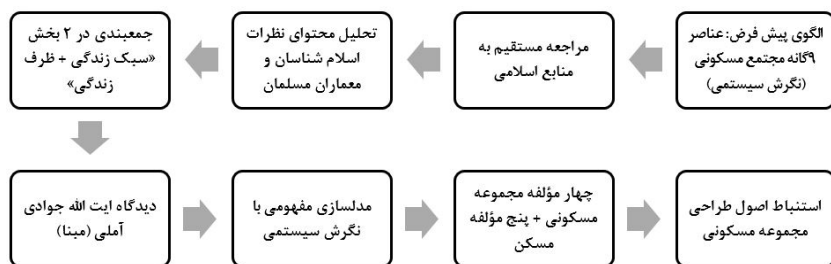 الگوی پیش فرض: عناصر
۹گانه مجتمع مسکونی
(نگرش سیستمی)
مراجعه مستقیم به
منابع اسلامی
تحلیل محتوای نظرات
اسلام شناسان و
معماران مسلمان
جمعبندی در ۲ بخش
«سبک زندگی + ظرف
زندگی»
دیدگاه ایت الله جوادی
آملی (مبنا)
مدلسازی مفهومی با
نگرش سیستمی
چهار مؤلفه مجموعه
مسکونی + پنج مؤلفه
مسکن
استنباط اصول طراحی
مجموعه مسکونی